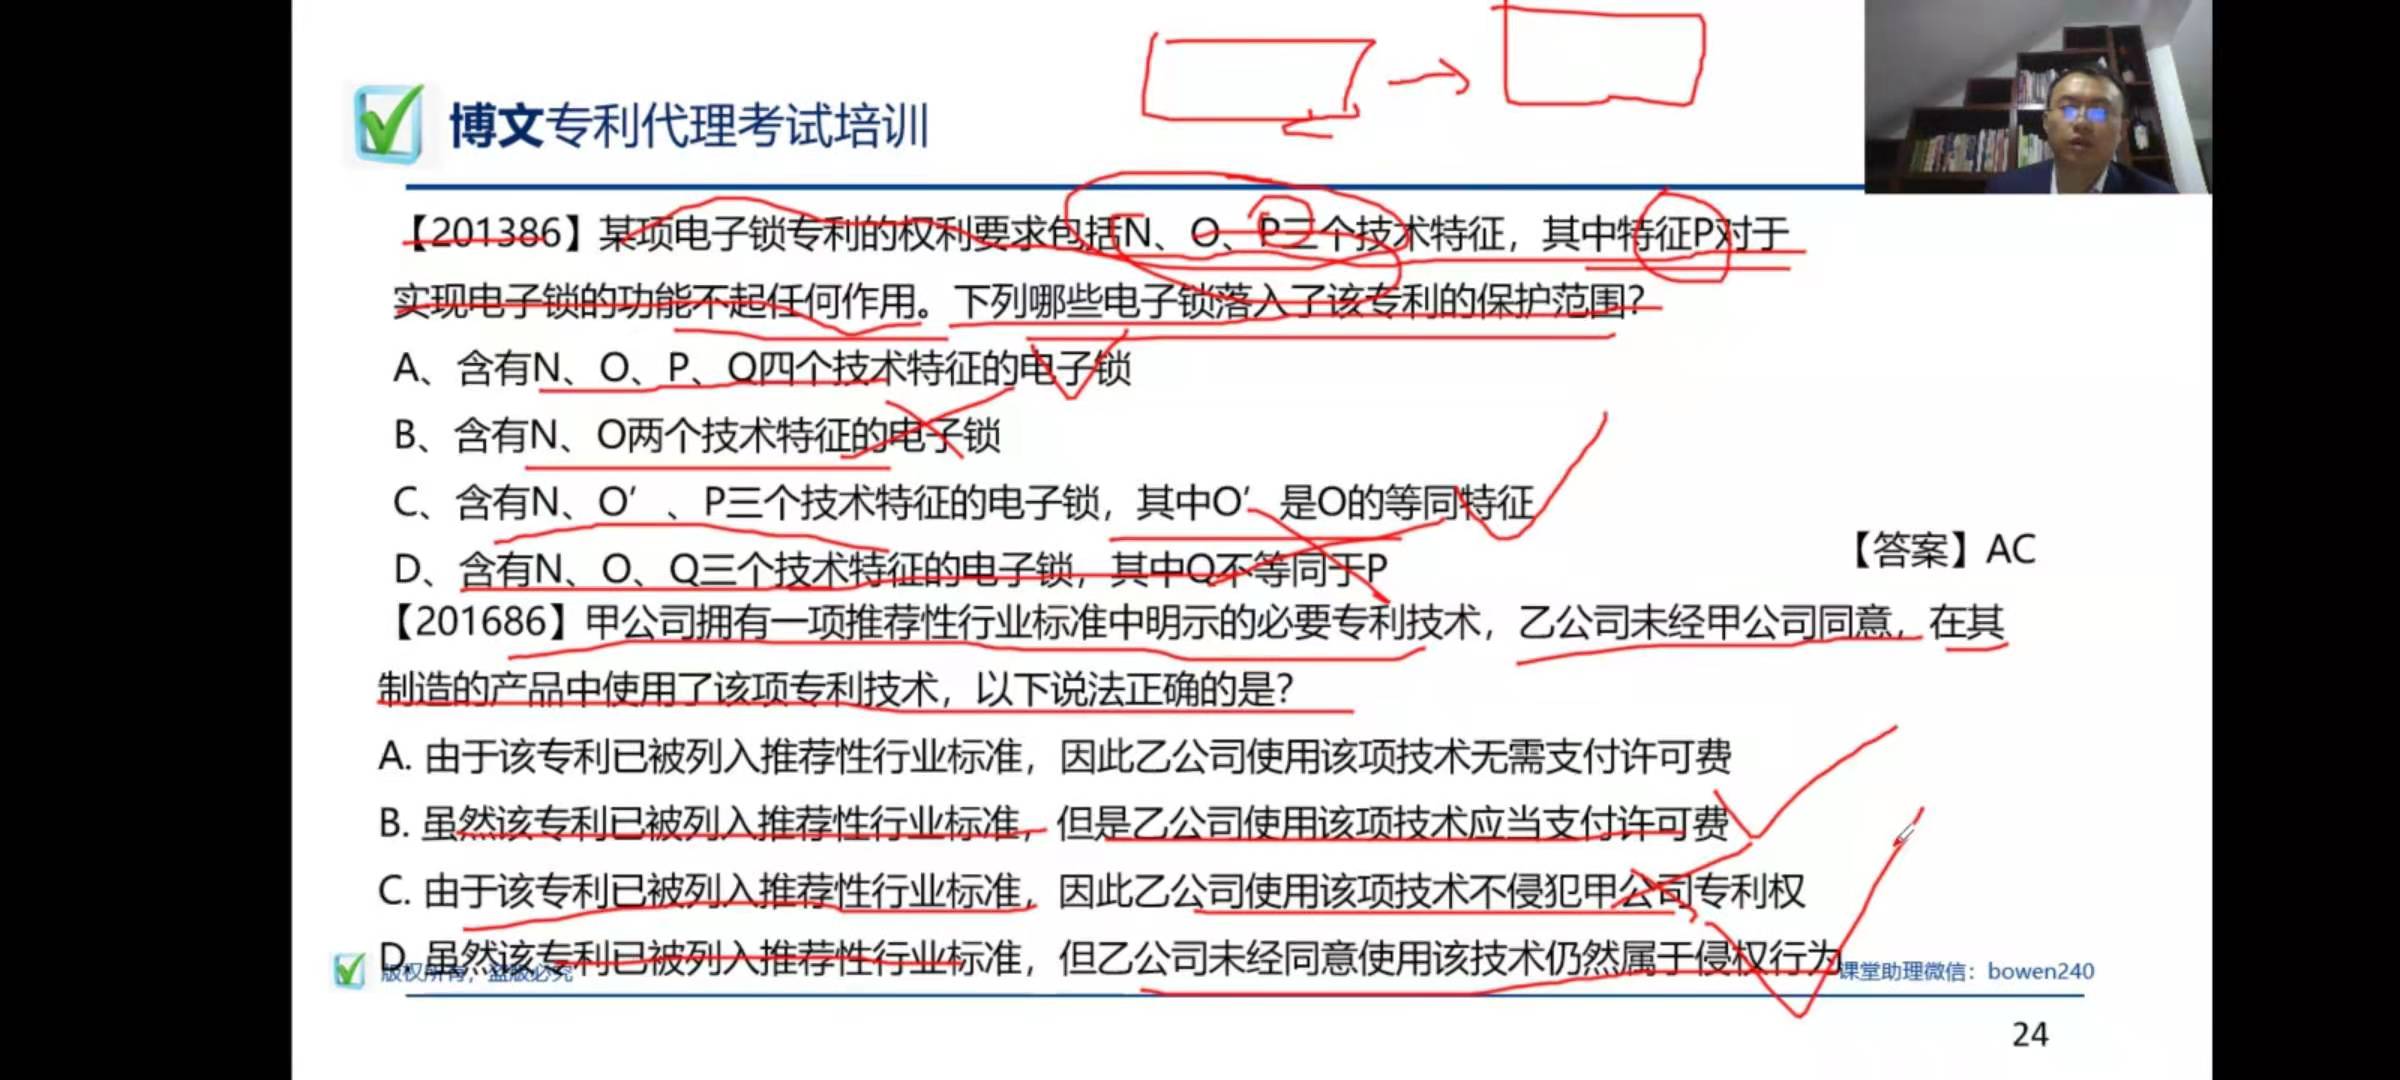 博文专利代理考试培训
【201386】某项电子锁专利的权利要求包括N、O、P三个技术特征，其中特征P对于
实现电子锁的功能不起任何作用。下列哪些电子锁落入了该专利的保护范围？
A、含有N、O、P、Q四个技术特征的电子锁
B、含有N、O两个技术特征的电子锁
C、含有N、O′、P三个技术特征的电子锁，其中O′是O的等同特征
D、含有N、O、Q三个技术特征的电子锁，其中Q不等同于P
【答案】AC
【201686】甲公司拥有一项推荐性行业标准中明示的必要专利技术，乙公司未经甲公司同意，在其
制造的产品中使用了该项专利技术，以下说法正确的是？
A. 由于该专利已被列入推荐性行业标准，因此乙公司使用该项技术无需支付许可费
B. 虽然该专利已被列入推荐性行业标准，但是乙公司使用该项技术应当支付许可费
C. 由于该专利已被列入推荐性行业标准，因此乙公司使用该项技术不侵犯甲公司专利权
D. 虽然该专利已被列入推荐性行业标准，但乙公司未经同意使用该技术仍然属于侵权行为
版权所有，盗版必究
课堂助理微信：bowen240
24